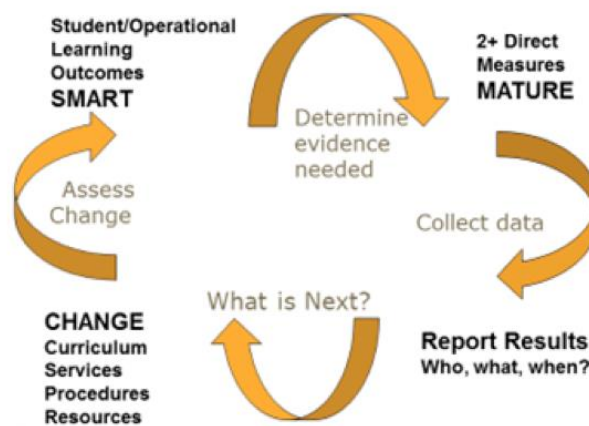 Student/Operational
Learning
Outcomes
SMART
2+ Direct
Measures
MATURE
Determine
evidence
needed
Assess
Change
Collect data
What is Next?
CHANGE
Curriculum
Services
Procedures
Resources
Report Results
Who, what, when?